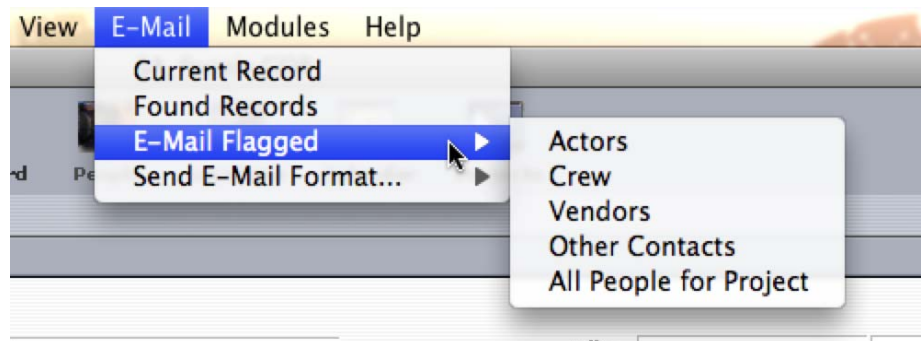 View E-Mail Modules Help
Current Record
Found Records
E-Mail Flagged
Send E-Mail Format...
Actors
Crew
Vendors
Other Contacts
All People for Project